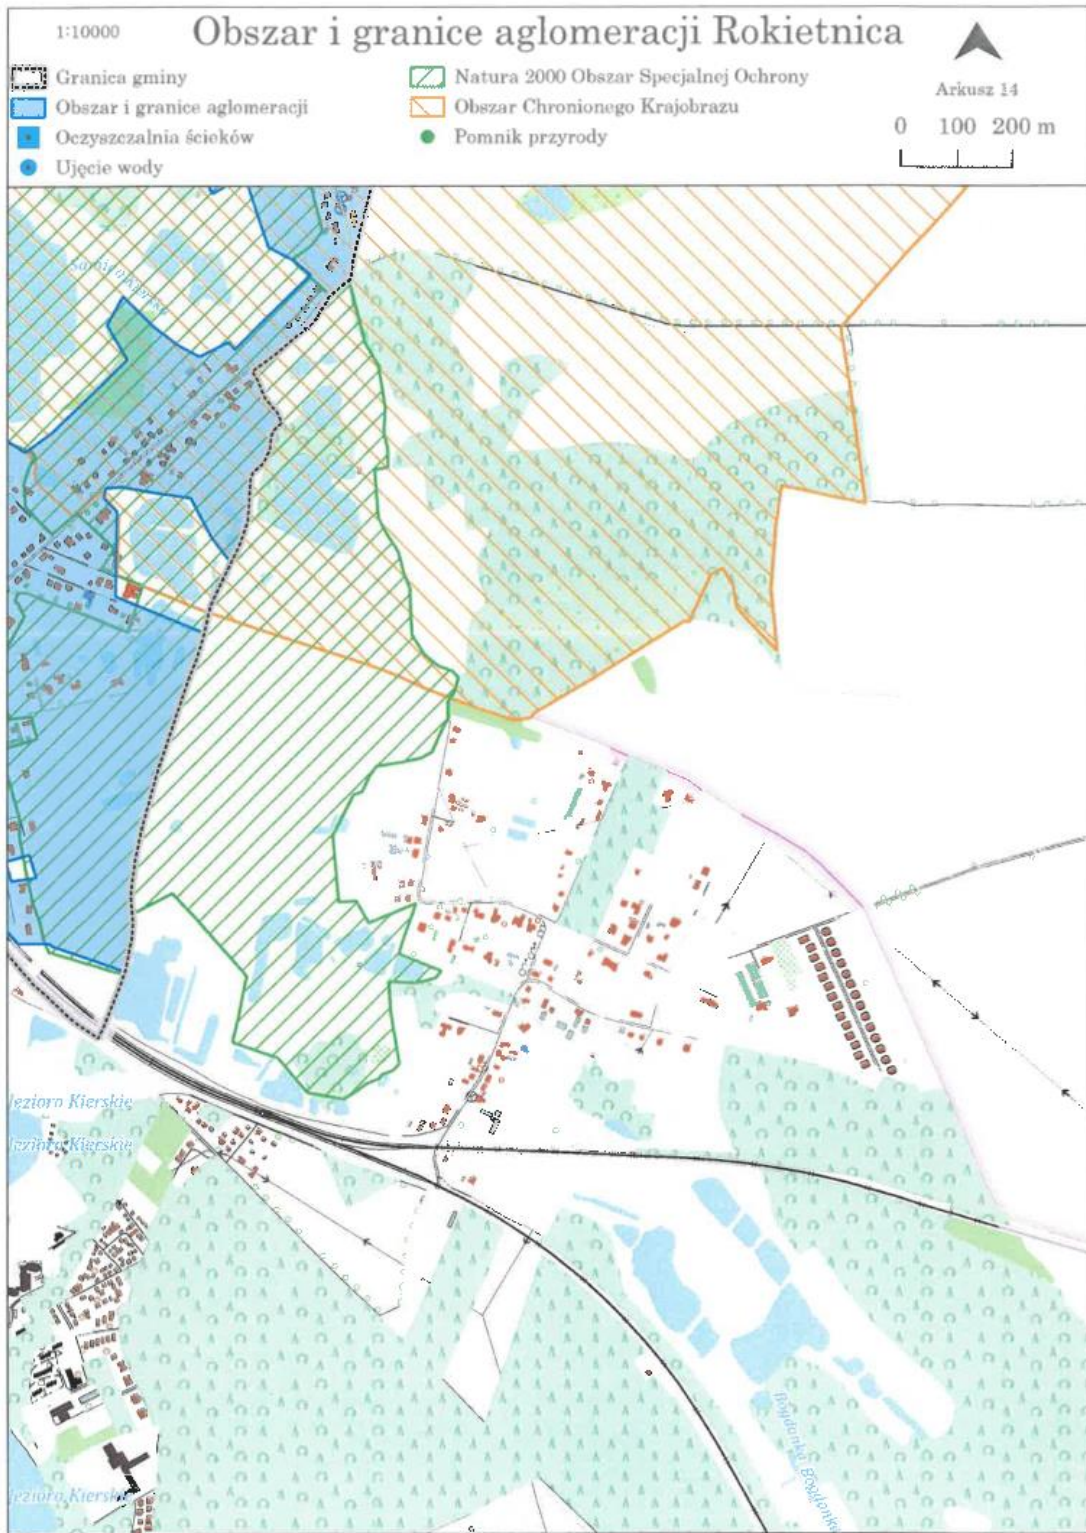 1:10000
Obszar i granice aglomeracji Rokietnica
Granica gminy
Obszar i granice aglomeracji
Oczyszczalnia ścieków
Ujęcie wody
Natura 2000 Obszar Specjalnej Ochrony
Obszar Chronionego Krajobrazu
Pomnik przyrody
Arkusz 14
0 100 200 m
Jezioro Kierskie
Jezioro Kierskie
Jezioro Kierskie
Bogdanka Bogdanka